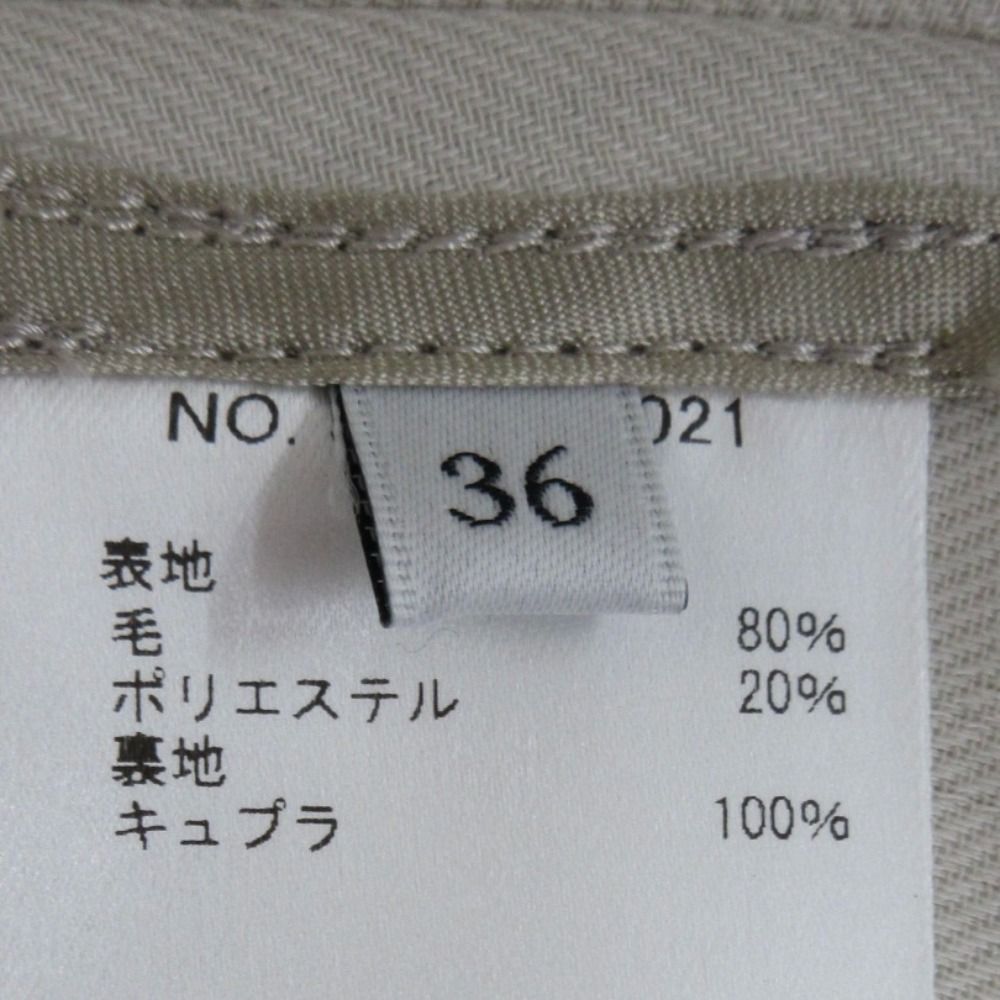 NO. 021
36
表地
毛 80%
ポリエステル 20%
裏地
キュプラ 100%